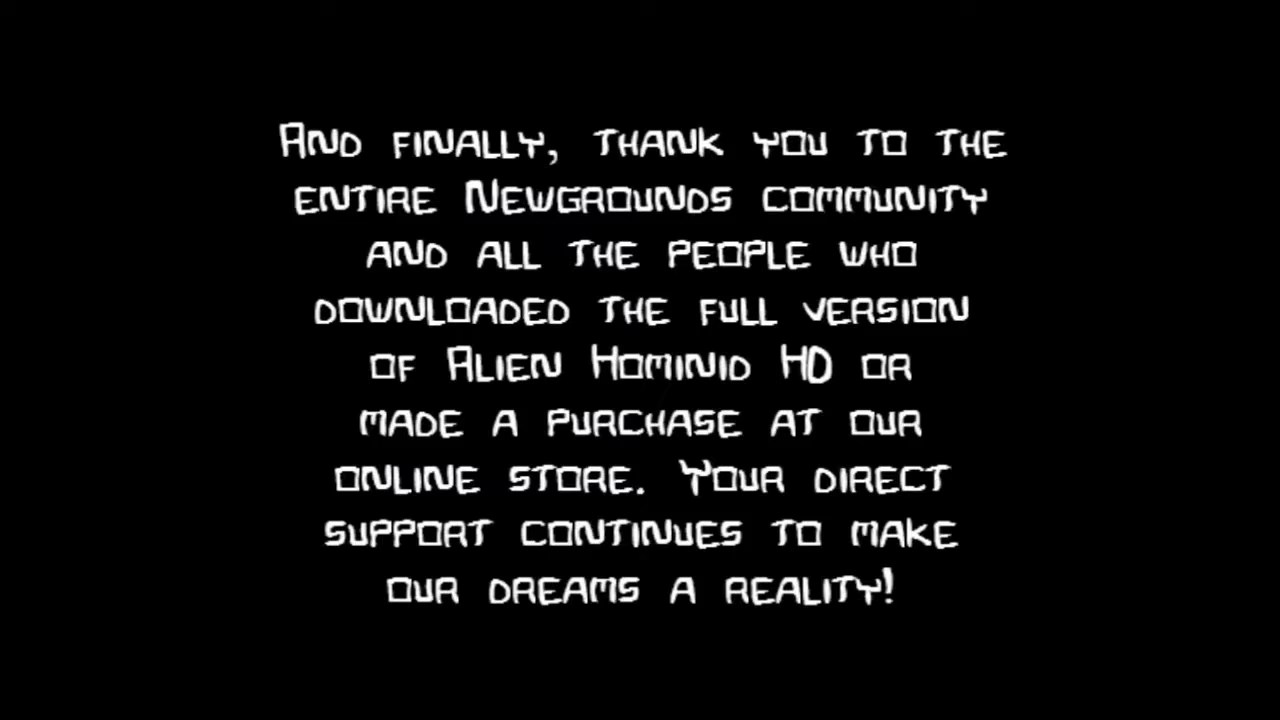 And finally, thank you to the
entire Newgrounds community
and all the people who
downloaded the full version
of Alien Hominid HD or
made a purchase at our
online store. Your direct
support continues to make
our dreams a reality!